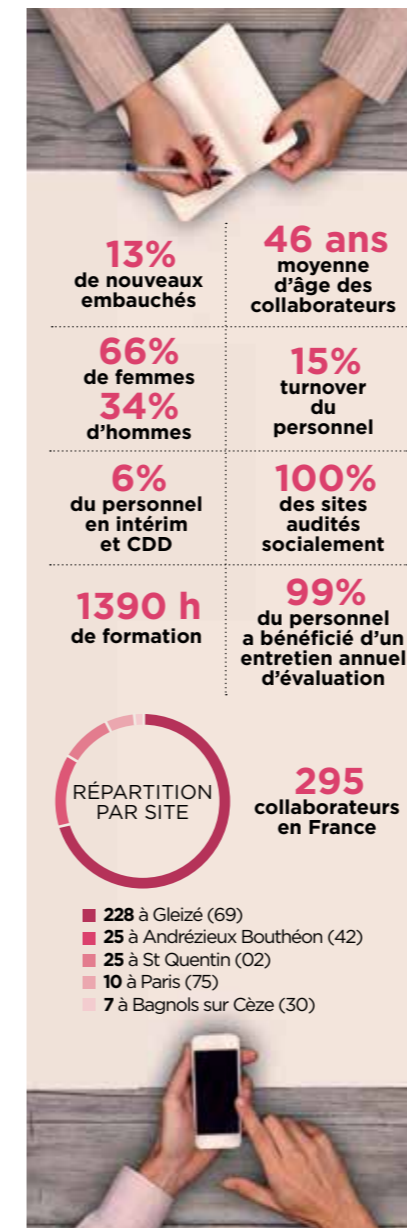 13%
de nouveaux
embauchés
46 ans
moyenne
d'âge des
collaborateurs
66%
de femmes
34%
d'hommes
15%
turnover
du
personnel
6%
du personnel
en intérim
et CDD
100%
des sites
audités
socialement
1390 h
de formation
99%
du personnel
a bénéficié d'un
entretien annuel
d'évaluation
RÉPARTITION
PAR SITE
295
collaborateurs
en France
228 à Gleizé (69)
25 à Andrézieux Bouthéon (42)
25 à St Quentin (02)
10 à Paris (75)
7 à Bagnols sur Cèze (30)